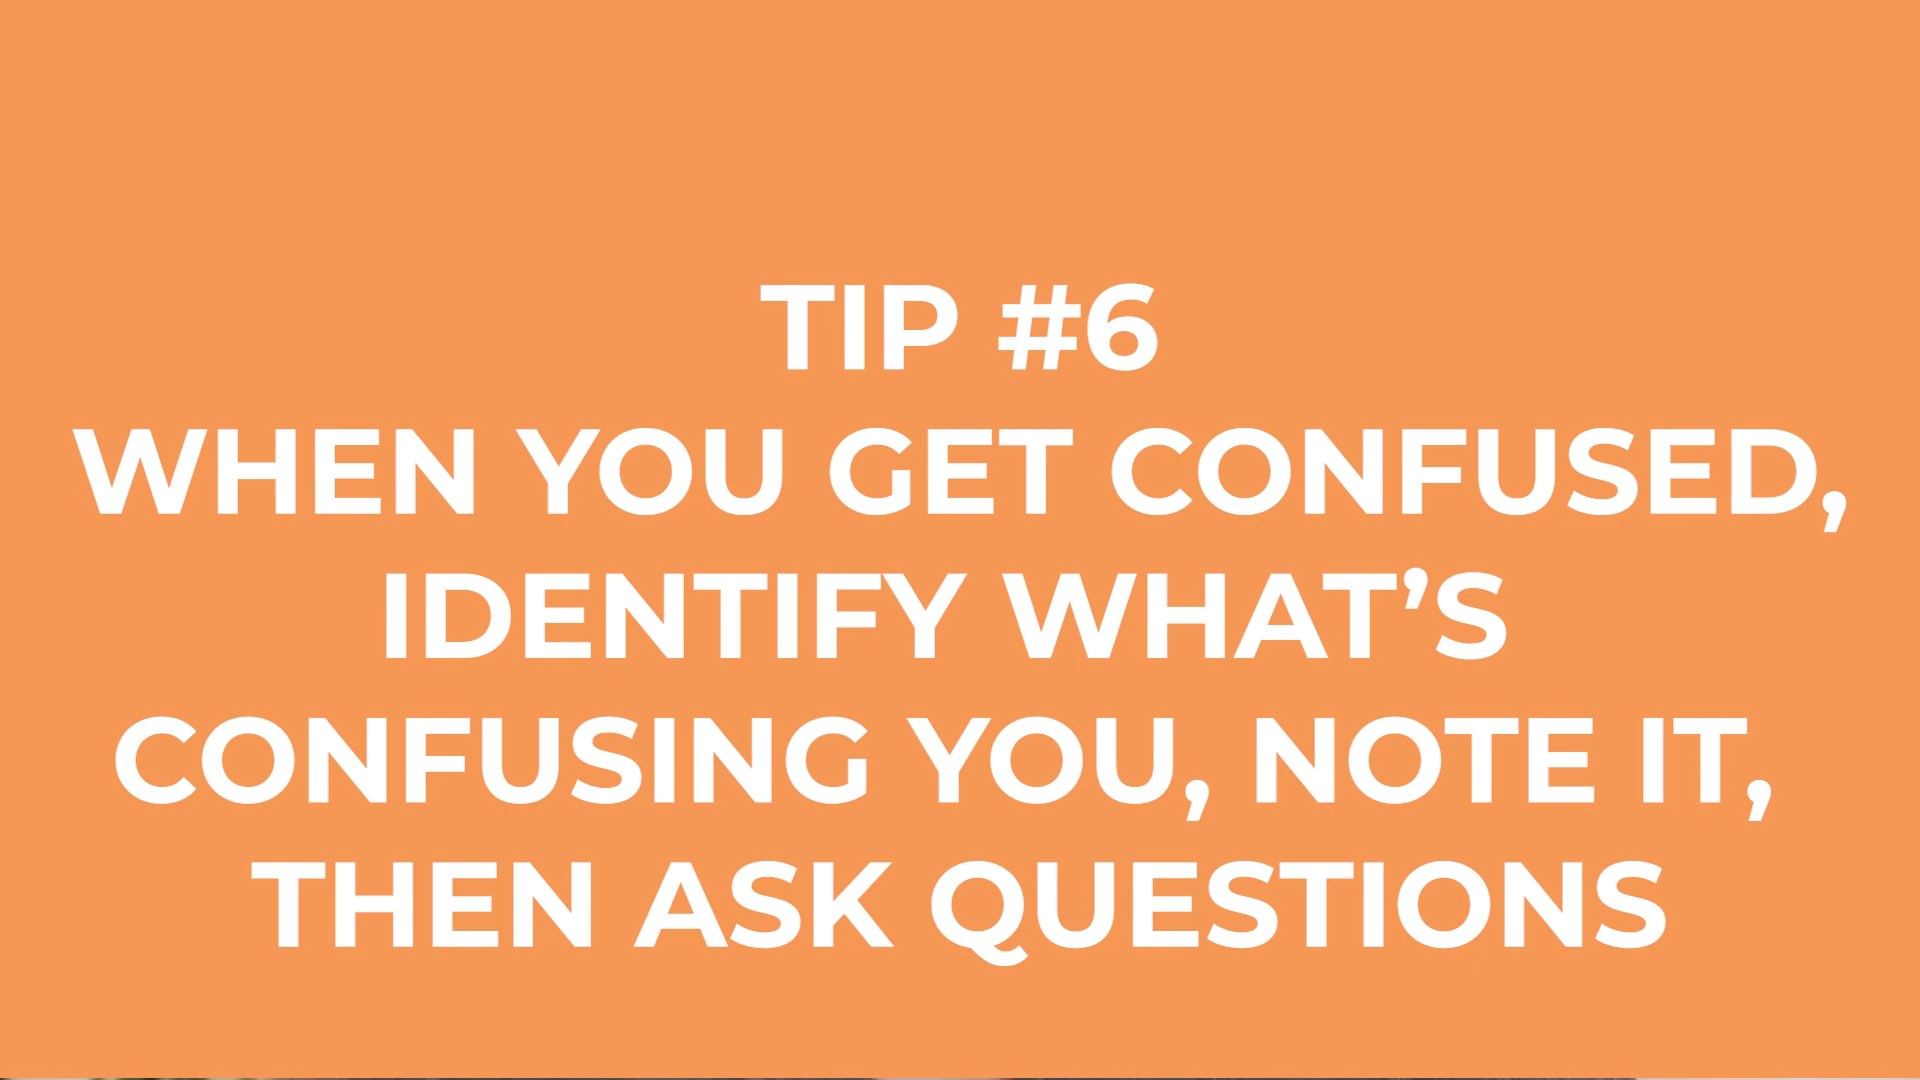 TIP #6
WHEN YOU GET CONFUSED,
IDENTIFY WHAT’S
CONFUSING YOU, NOTE IT,
THEN ASK QUESTIONS